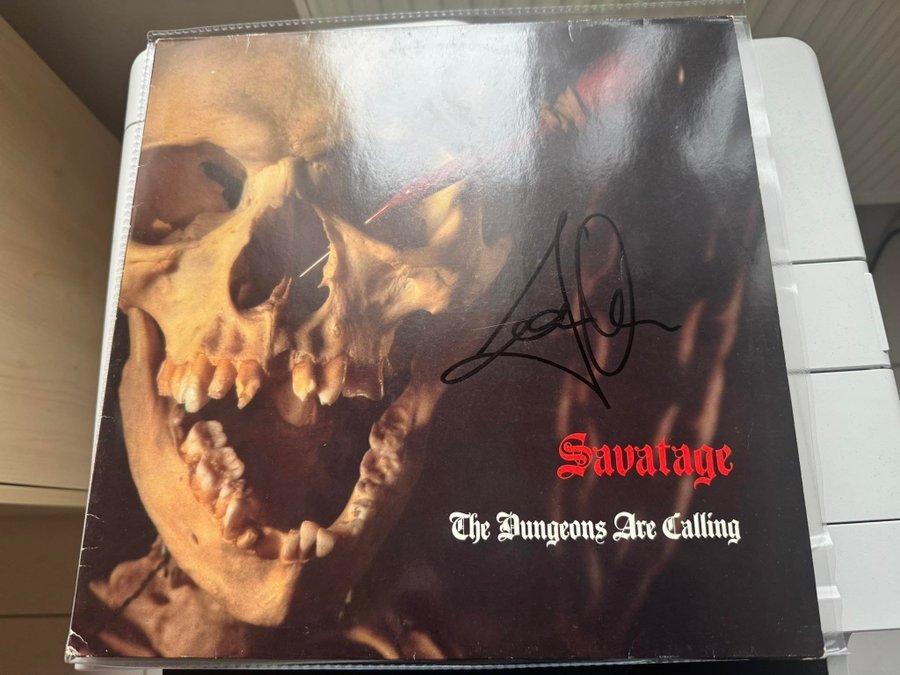 Savatage
The Dungeons Are Calling